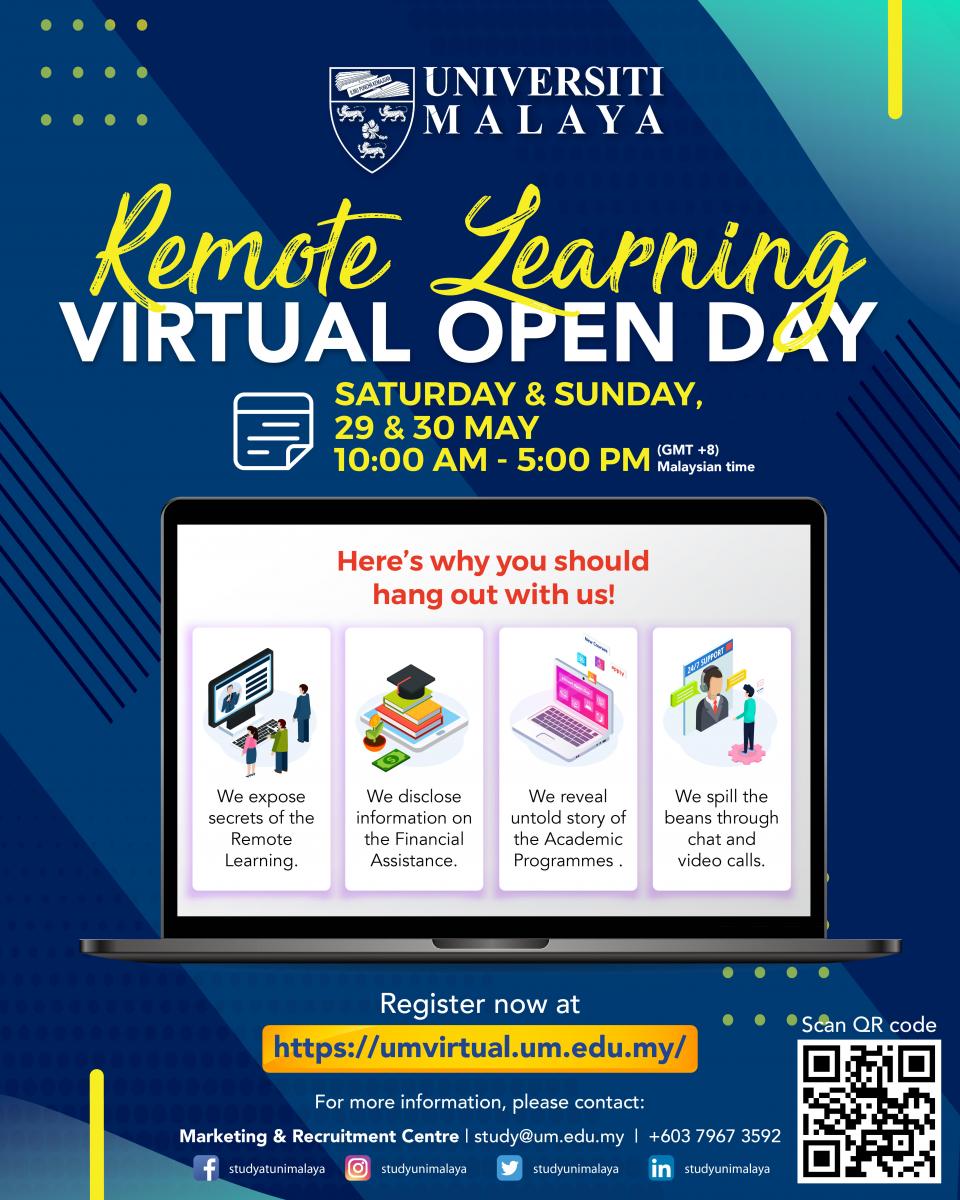 UNIVERSITI
MALAYA
Remote Learning
VIRTUAL OPEN DAY
SATURDAY & SUNDAY,
29 & 30 MAY
10:00 AM - 5:00 PM (GMT +8)
Malaysian time
Here's why you should
hang out with us!
24/7 SUPPORT
New Courses
apply
We expose
secrets of the
Remote
Learning.
We disclose
information on
the Financial
Assistance.
We reveal
untold story of
the Academic
Programmes .
We spill the
beans through
chat and
video calls.
Register now at
https://umvirtual.um.edu.my/
Scan QR code
For more information, please contact:
Marketing & Recruitment Centre | study@um.edu.my | +603 7967 3592
studyatunimalaya studyunimalaya studyunimalaya studyunimalaya